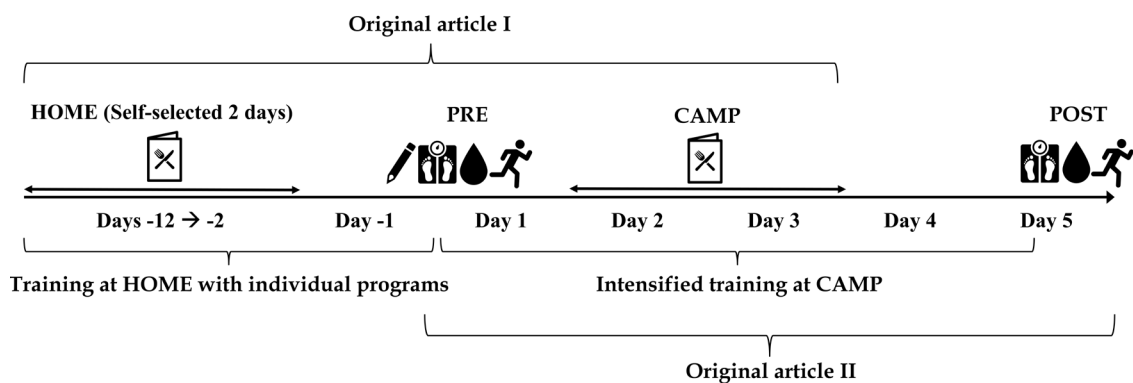 Original article I
HOME (Self-selected 2 days)
PRE
CAMP
POST
Days -12 → -2
Day -1
Day 1
Day 2
Day 3
Day 4
Day 5
Training at HOME with individual programs
Intensified training at CAMP
Original article II